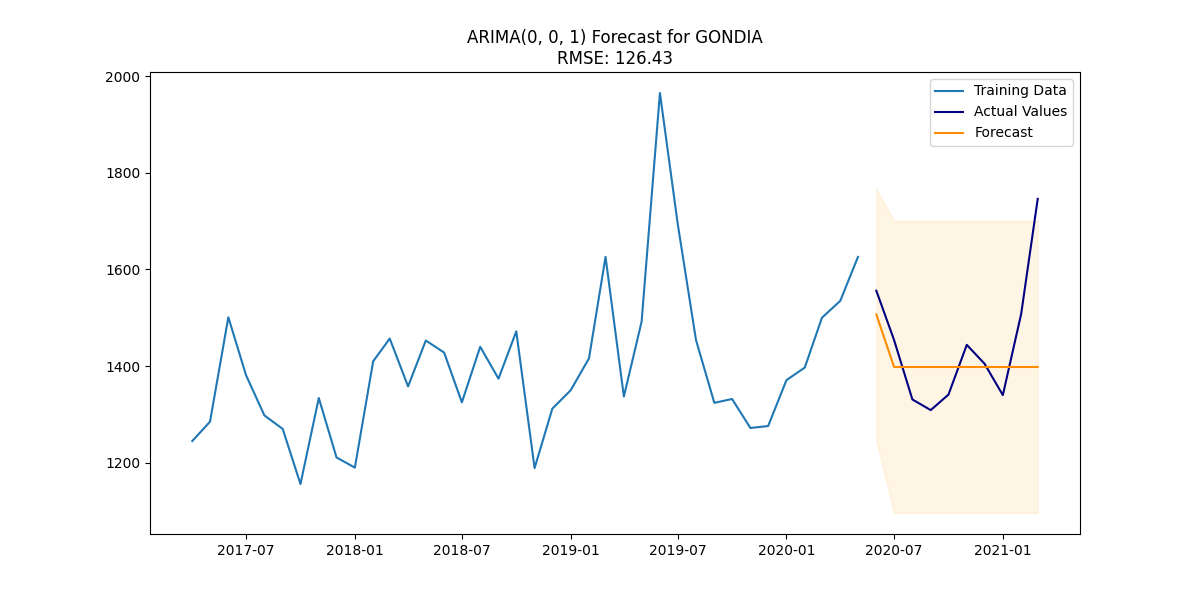 ARIMA(0, 0, 1) Forecast for GONDIA
RMSE: 126.43
Training Data
Actual Values
Forecast
2000
1800
1600
1400
1200
2017-07 2018-01 2018-07 2019-01 2019-07 2020-01 2020-07 2021-01